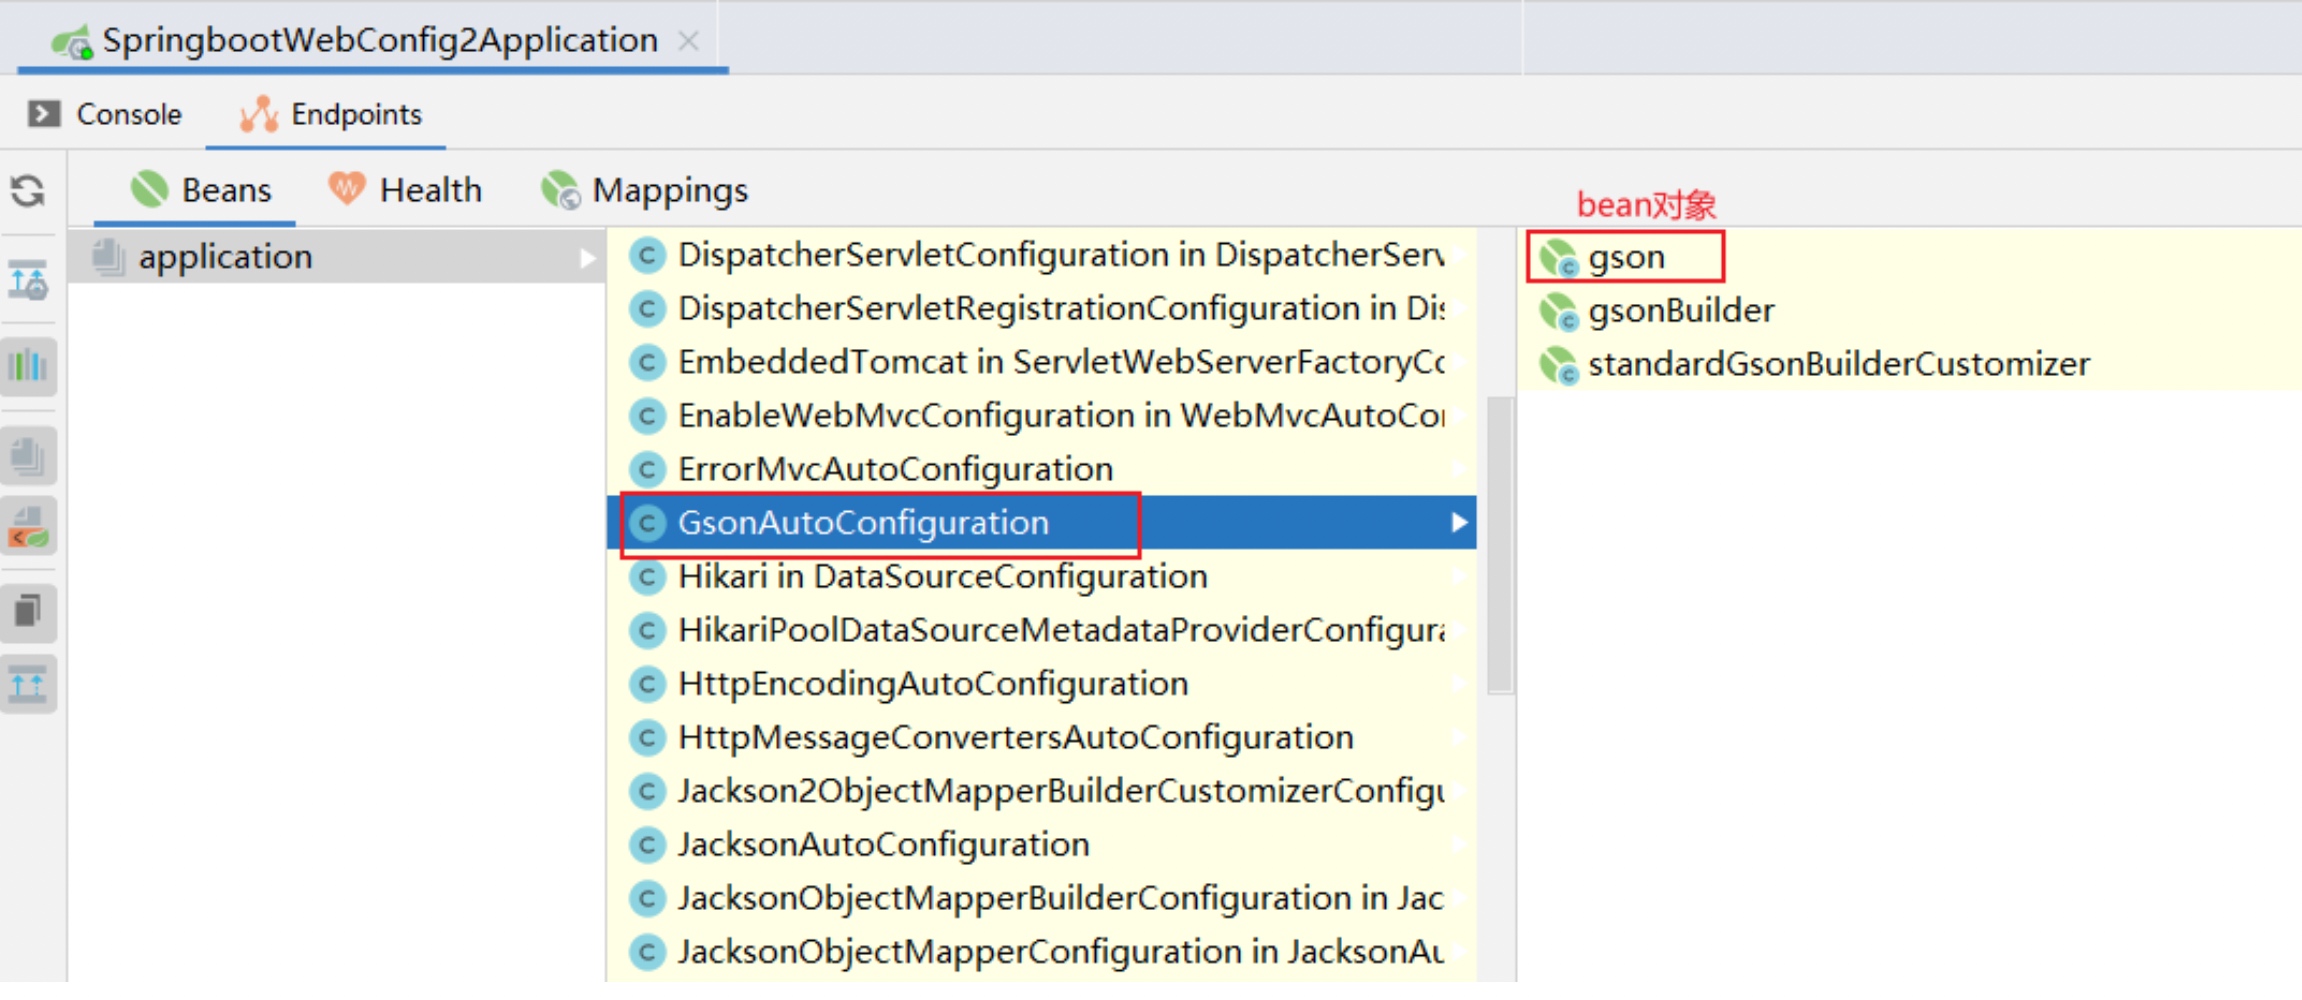 SpringbootWebConfig2Application
Console Endpoints
Beans Health Mappings
bean对象
application
DispatcherServletConfiguration in DispatcherServ
DispatcherServletRegistrationConfiguration in Dis
EmbeddedTomcat in ServletWebServerFactoryCo
EnableWebMvcConfiguration in WebMvcAutoCon
ErrorMvcAutoConfiguration
GsonAutoConfiguration
Hikari in DataSourceConfiguration
HikariPoolDataSourceMetadataProviderConfigura
HttpEncodingAutoConfiguration
HttpMessageConvertersAutoConfiguration
Jackson2ObjectMapperBuilderCustomizerConfigu
JacksonAutoConfiguration
JacksonObjectMapperBuilderConfiguration in Jac
JacksonObjectMapperConfiguration in JacksonAu
gson
gsonBuilder
standardGsonBuilderCustomizer